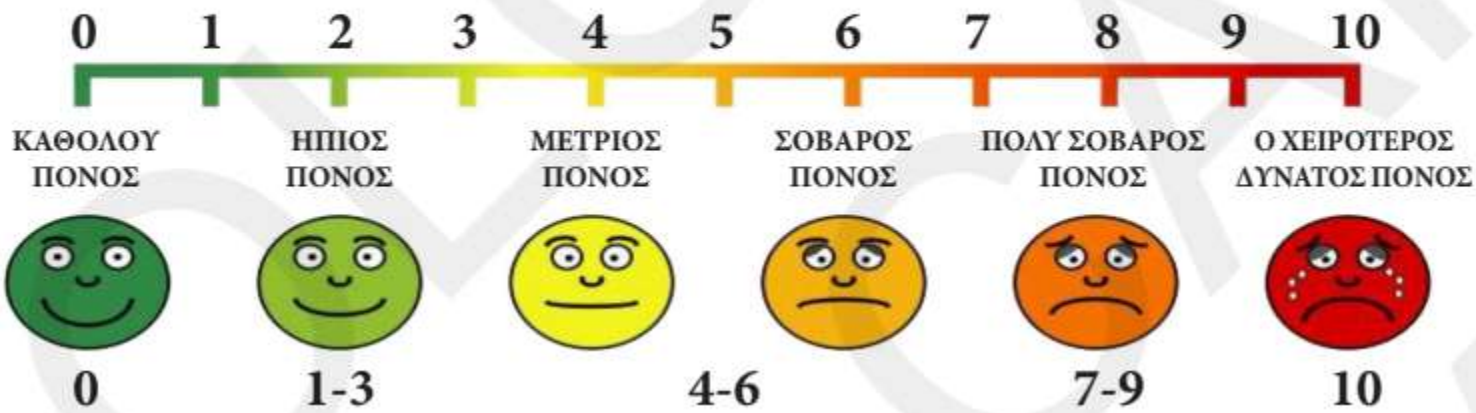 0 1 2 3 4 5 6 7 8 9 10
ΚΑΘΟΛΟΥ ΠΟΝΟΣ
ΗΠΙΟΣ ΠΟΝΟΣ
ΜΕΤΡΙΟΣ ΠΟΝΟΣ
ΣΟΒΑΡΟΣ ΠΟΝΟΣ
ΠΟΛΥ ΣΟΒΑΡΟΣ ΠΟΝΟΣ
Ο ΧΕΙΡΟΤΕΡΟΣ ΔΥΝΑΤΟΣ ΠΟΝΟΣ
0 1-3 4-6 7-9 10